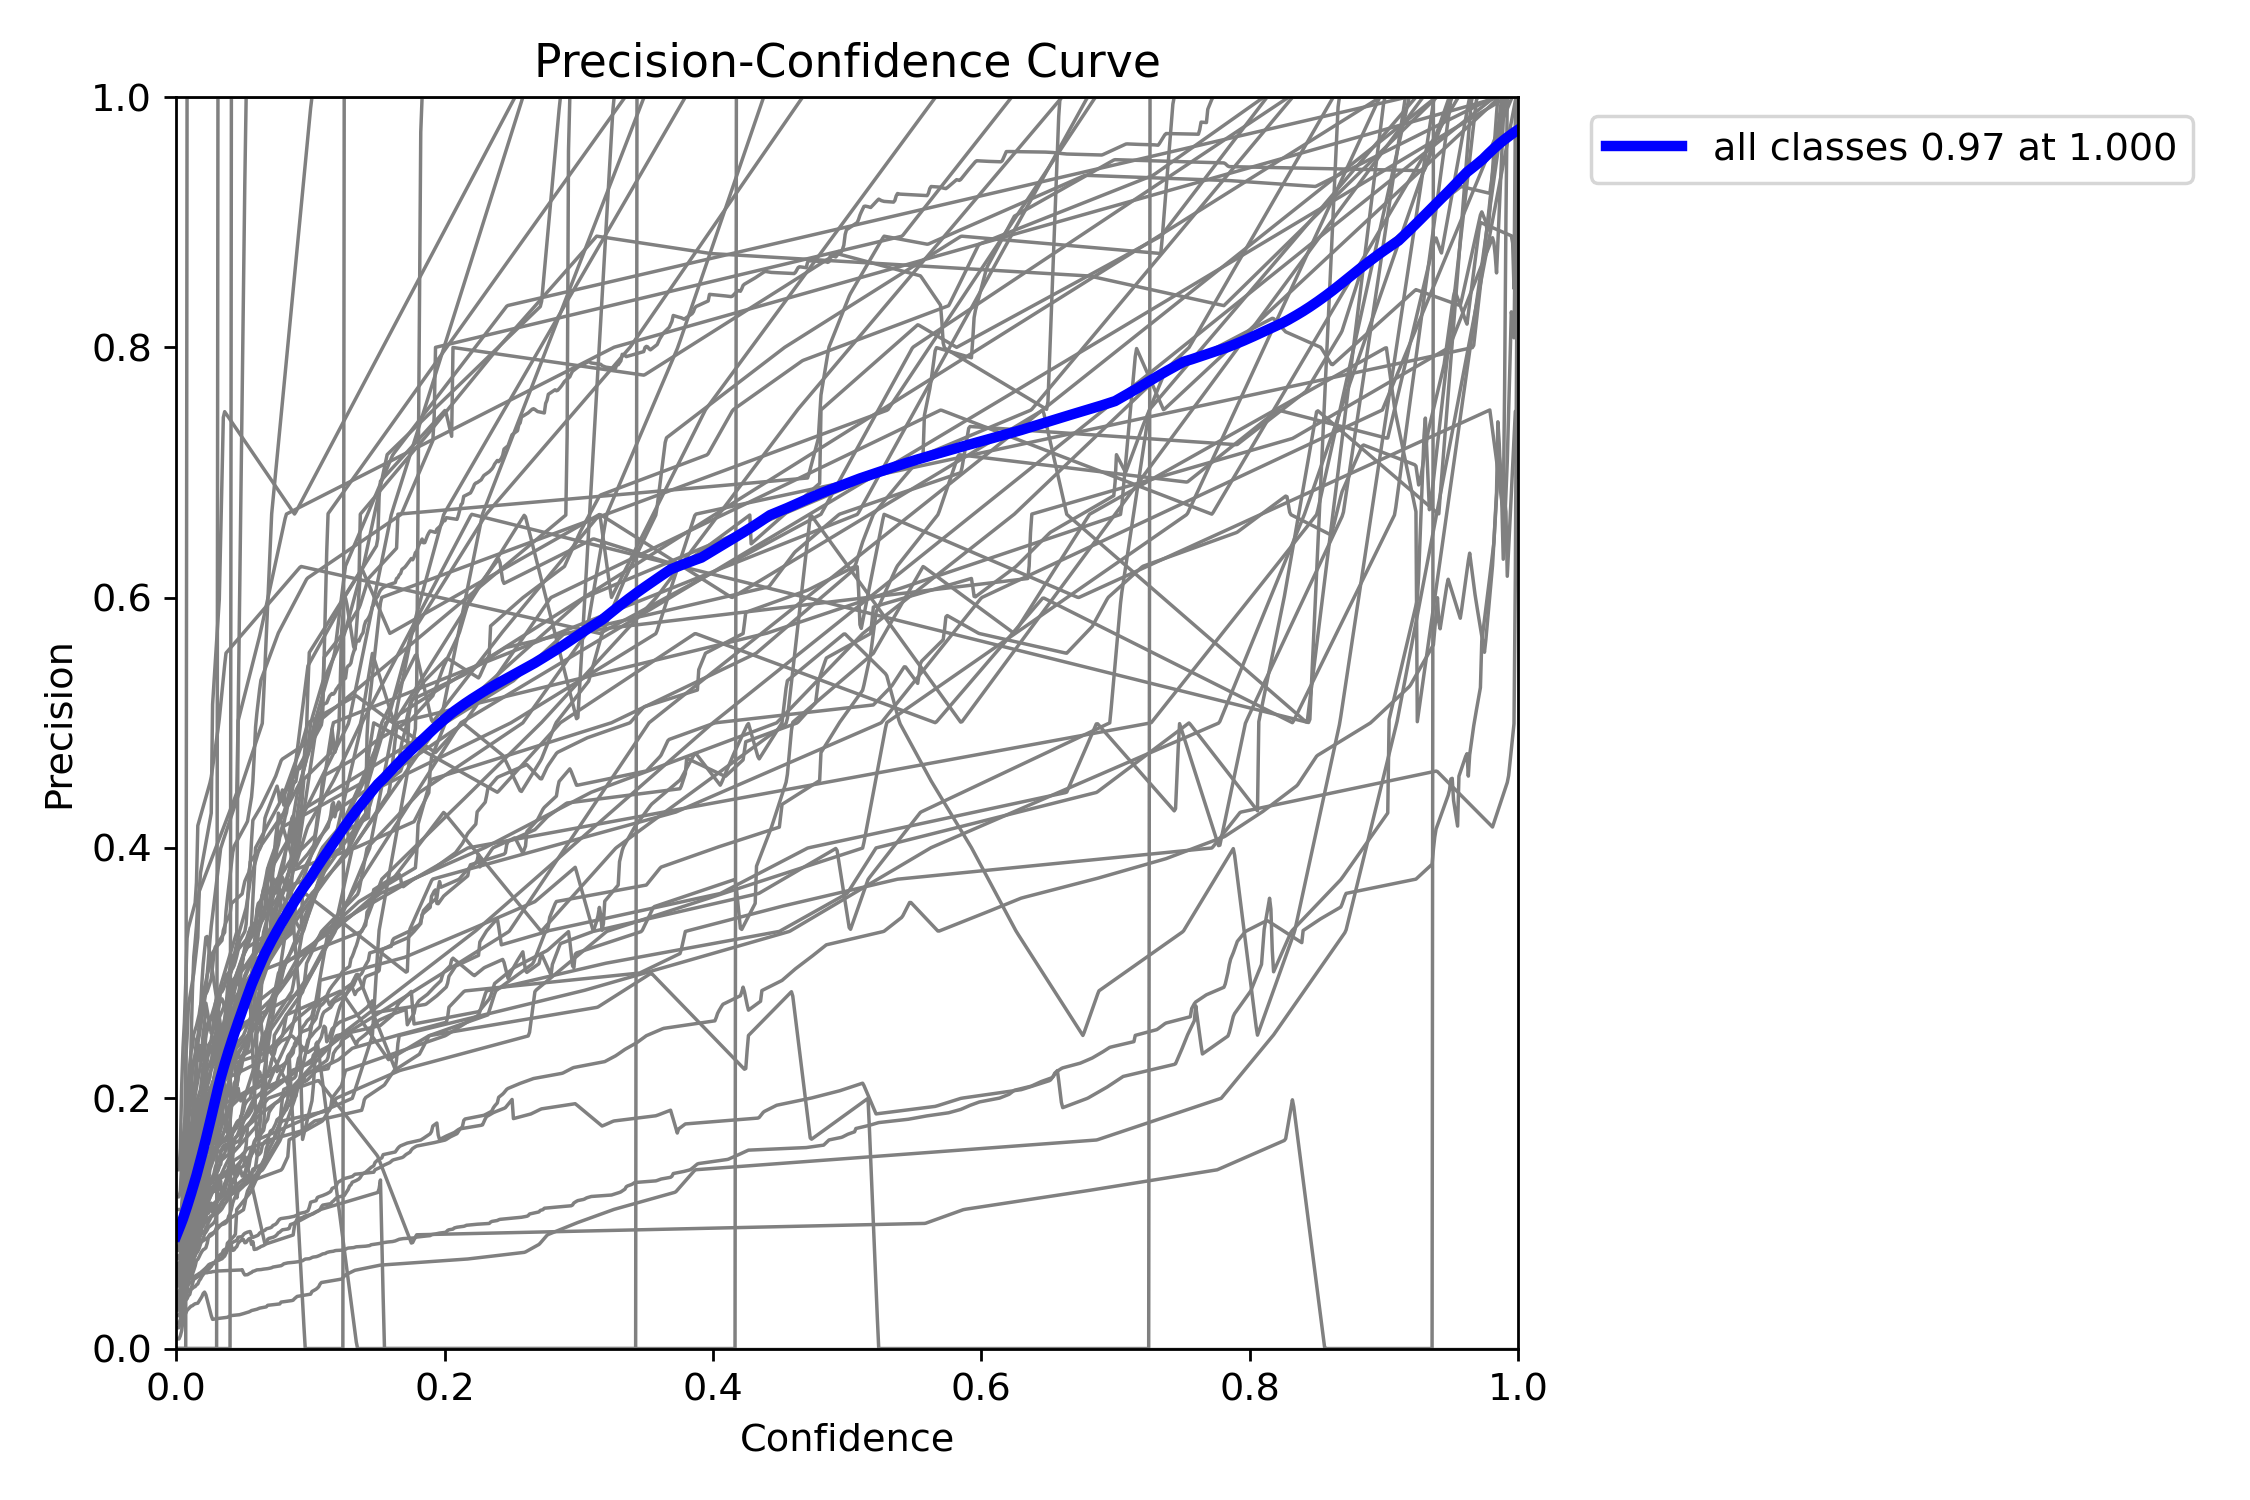 Precision-Confidence Curve
1.0
0.8
0.6
0.4
0.2
0.0
Precision
0.0 0.2 0.4 0.6 0.8 1.0
Confidence
all classes 0.97 at 1.000